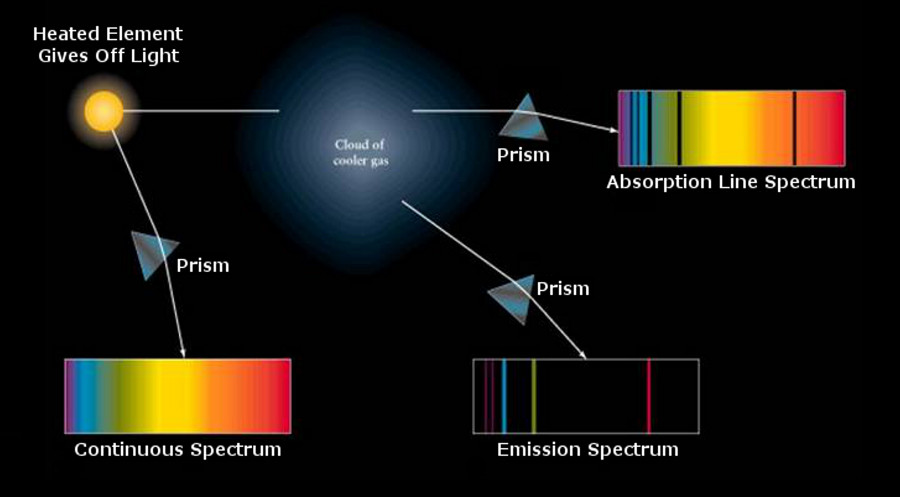 Heated Element
Gives Off Light
Cloud of
cooler gas
Prism
Absorption Line Spectrum
Prism
Prism
Continuous Spectrum
Emission Spectrum